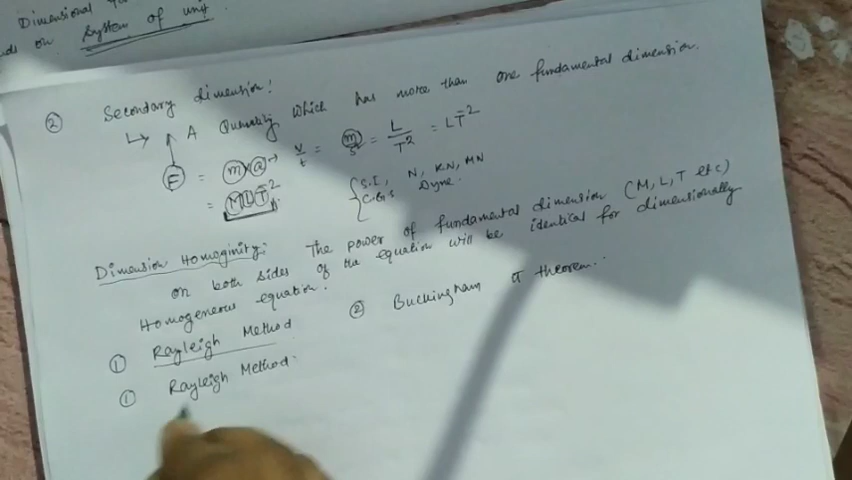 Dimensional
on System of unit.
② Secondary dimension!
↳ A Quantity which has more than one fundamental dimension.
F = m × a → v/t = m/s² = L/T² = LT⁻²
= MLT⁻²
S.I, N, KN, MN
C.G.S Dyne.
Dimension Homoginity: The power of fundamental dimension (M, L, T etc)
on both sides of the equation will be identical for dimensionally
Homogeneous equation.
① Rayleigh Method ② Buckingham π theorem.
① Rayleigh Method: